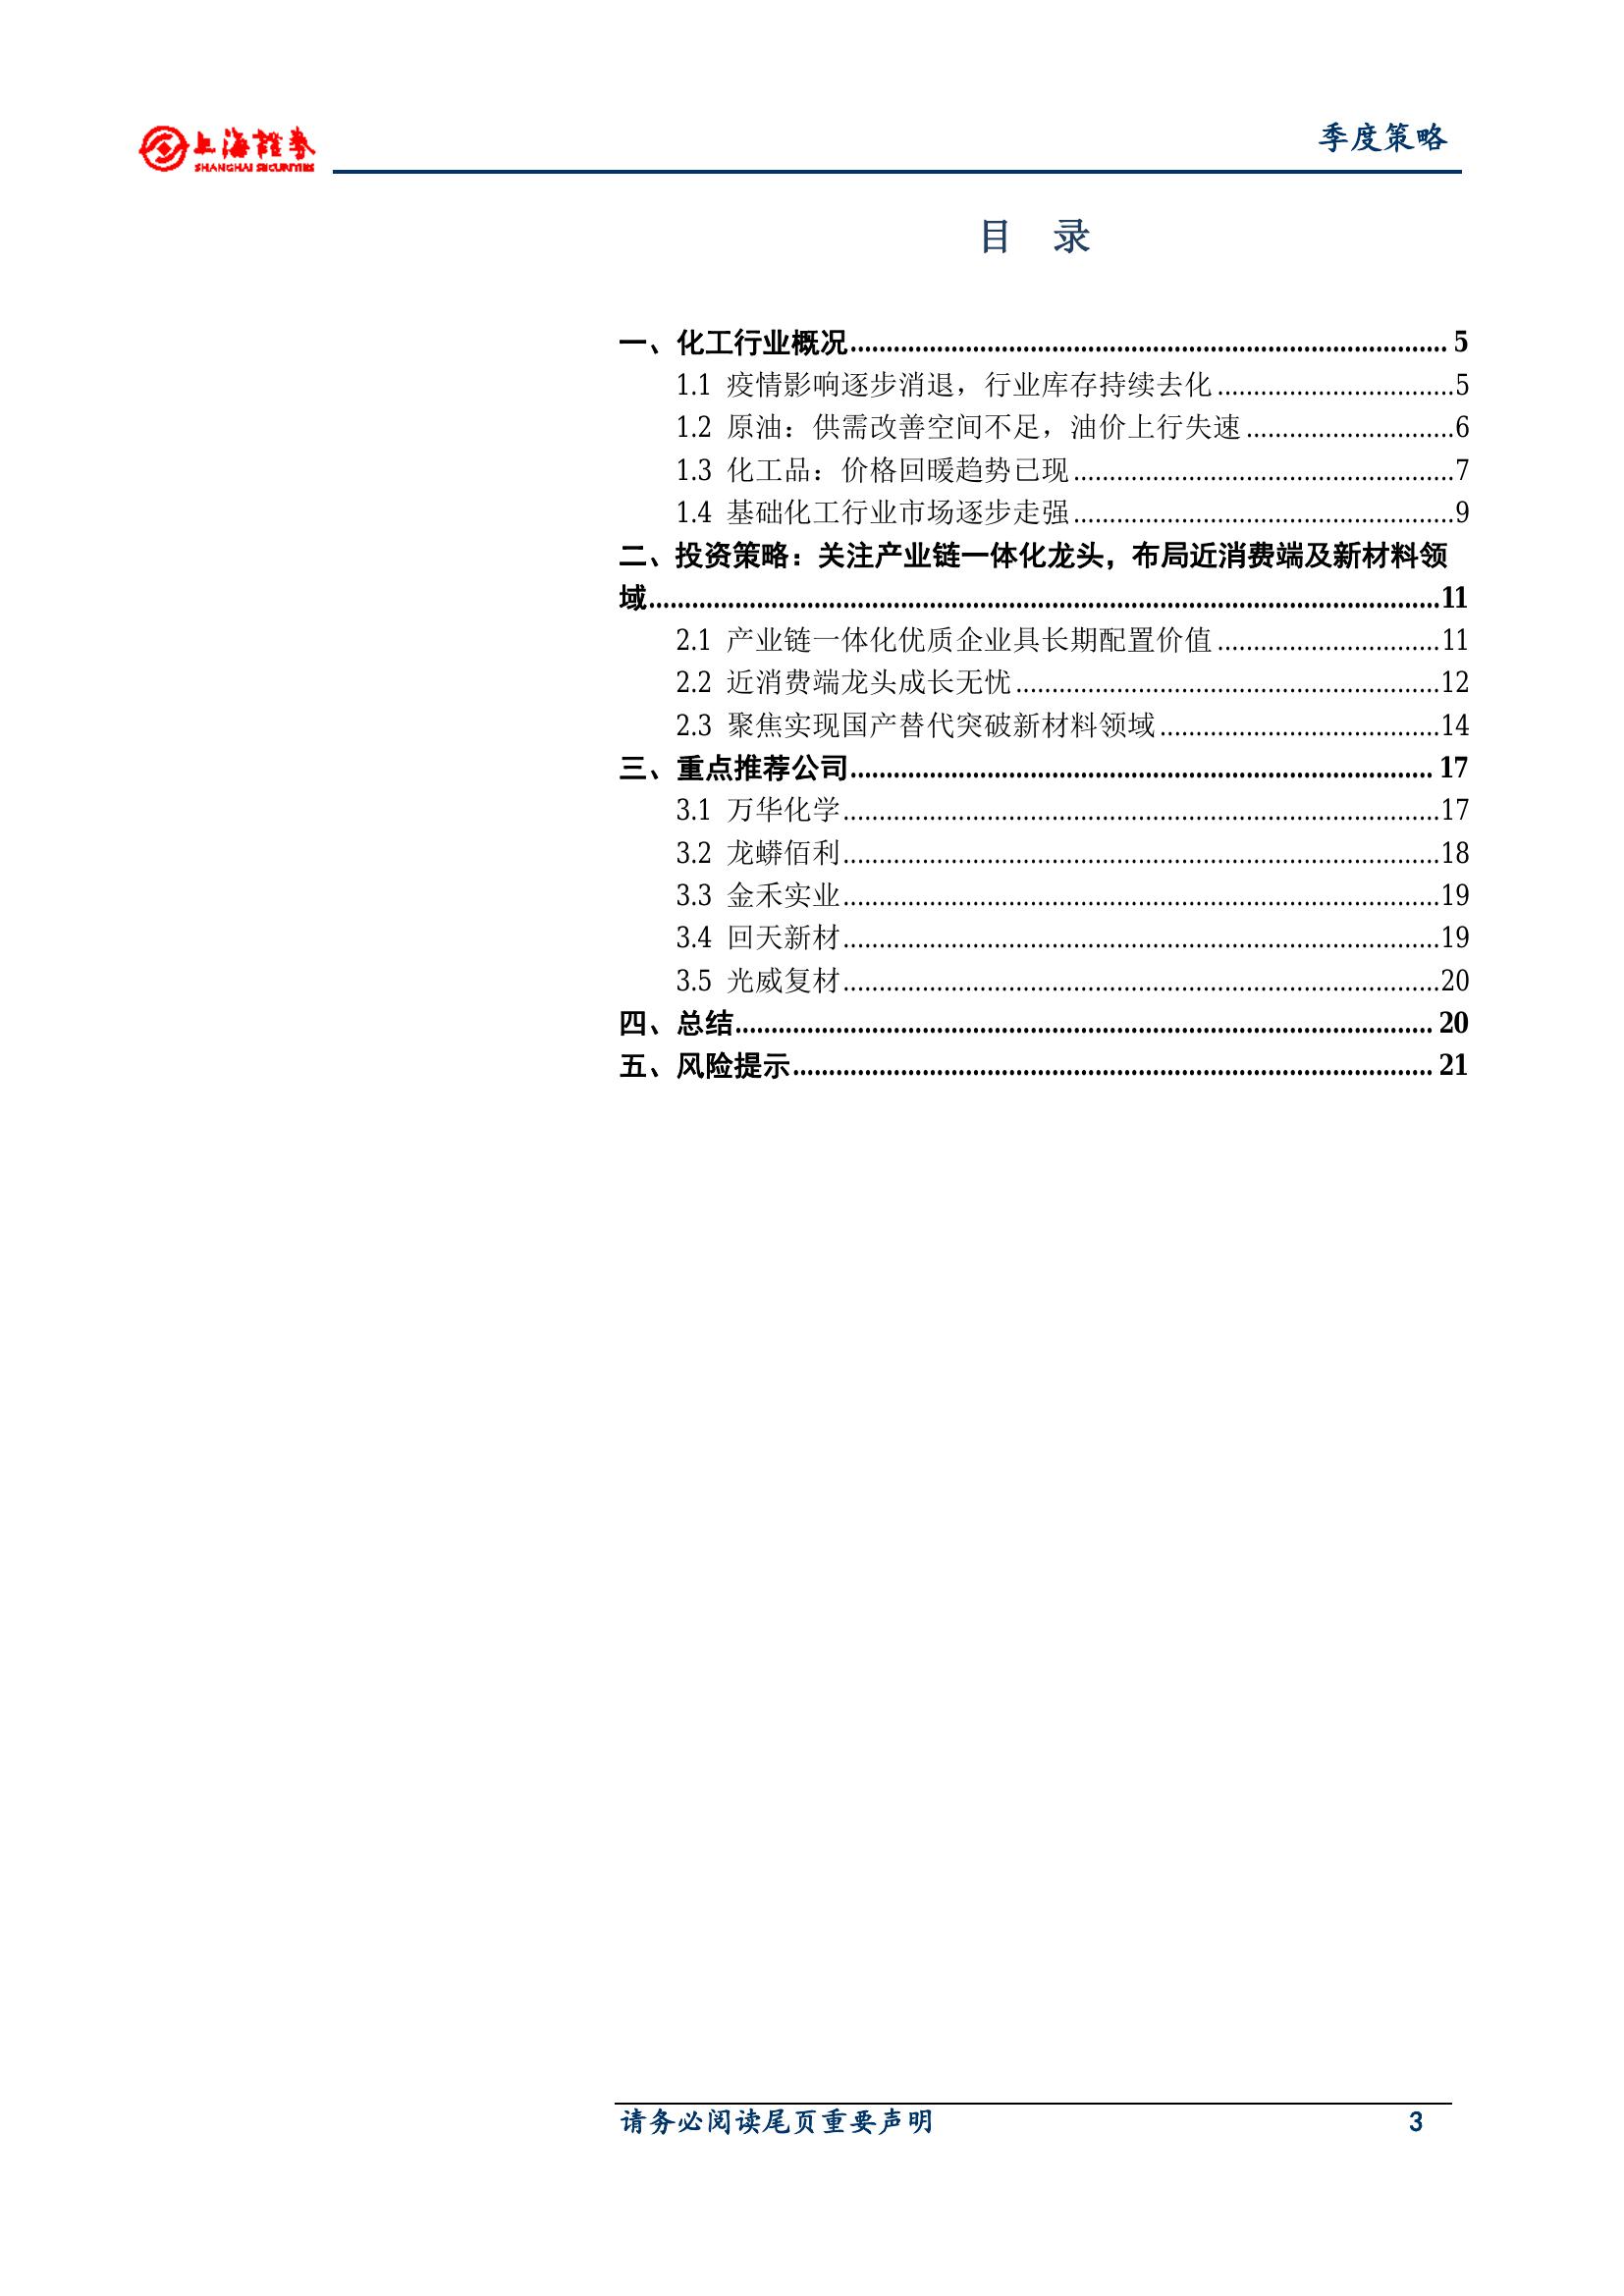 上海證券
SHANGHAI SECURITIES
季度策略
目 录
一、化工行业概况 5
1.1 疫情影响逐步消退，行业库存持续去化 5
1.2 原油：供需改善空间不足，油价上行失速 6
1.3 化工品：价格回暖趋势已现 7
1.4 基础化工行业市场逐步走强 9
二、投资策略：关注产业链一体化龙头，布局近消费端及新材料领
域 11
2.1 产业链一体化优质企业具长期配置价值 11
2.2 近消费端龙头成长无忧 12
2.3 聚焦实现国产替代突破新材料领域 14
三、重点推荐公司 17
3.1 万华化学 17
3.2 龙蟒佰利 18
3.3 金禾实业 19
3.4 回天新材 19
3.5 光威复材 20
四、总结 20
五、风险提示 21
请务必阅读尾页重要声明 3